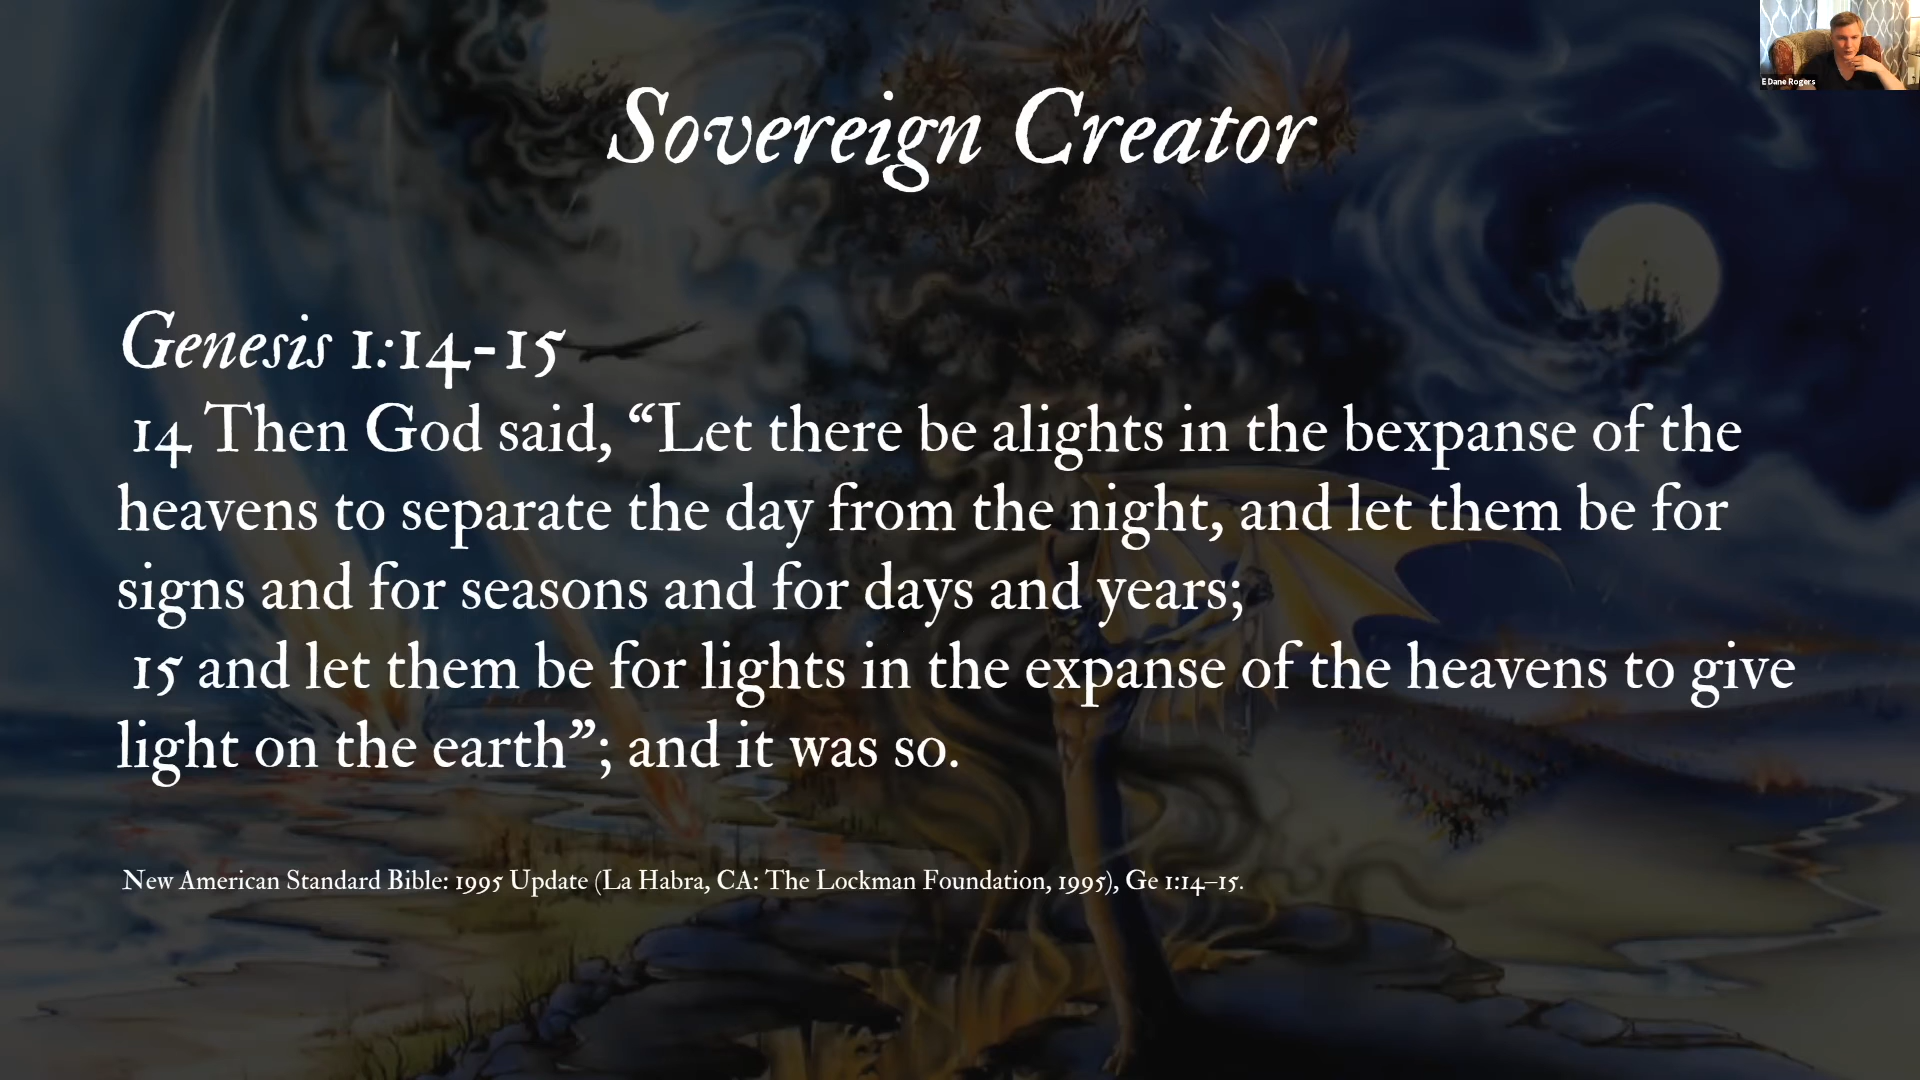 E Dane Rogers
Sovereign Creator
Genesis 1:14-15
14 Then God said, “Let there be alights in the bexpanse of the
heavens to separate the day from the night, and let them be for
signs and for seasons and for days and years;
15 and let them be for lights in the expanse of the heavens to give
light on the earth”; and it was so.
New American Standard Bible: 1995 Update (La Habra, CA: The Lockman Foundation, 1995), Ge 1:14–15.